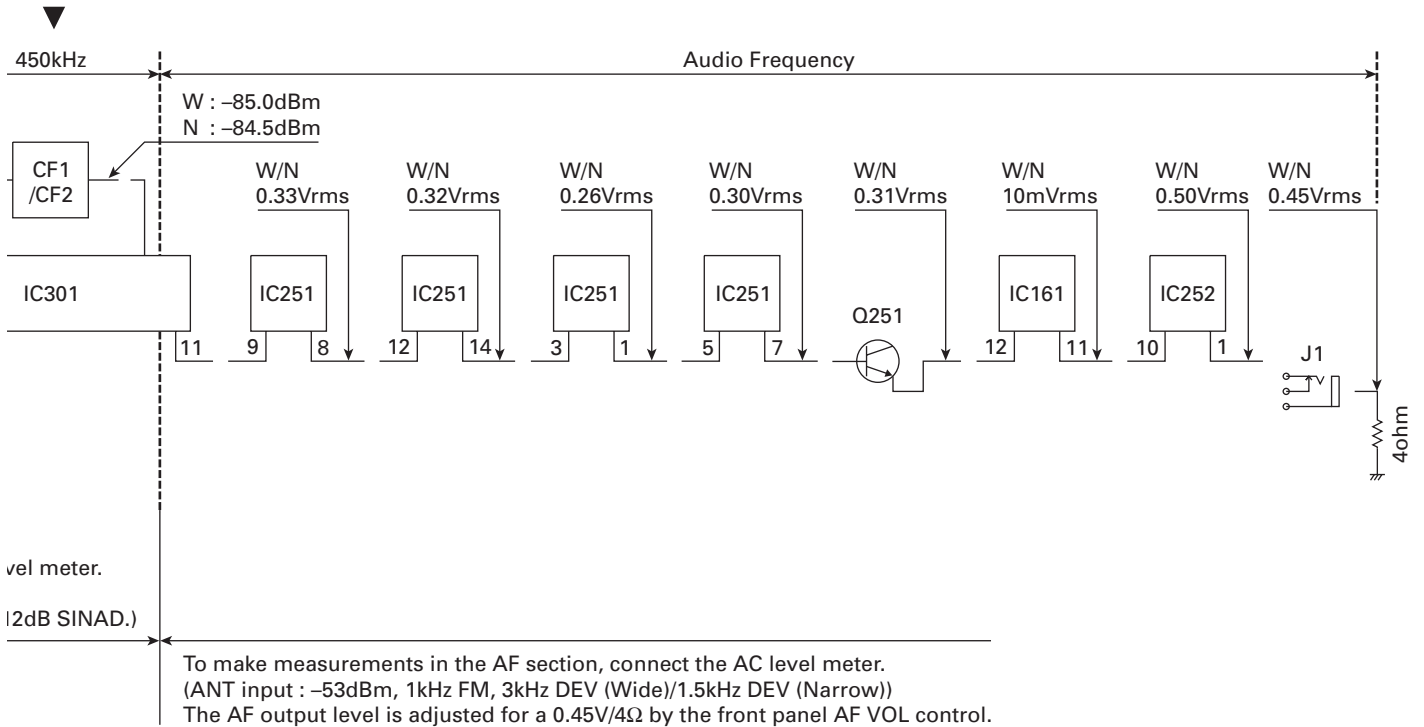 450kHz
Audio Frequency
W : –85.0dBm
N : –84.5dBm
CF1
/CF2
W/N
0.33Vrms
W/N
0.32Vrms
W/N
0.26Vrms
W/N
0.30Vrms
W/N
0.31Vrms
W/N
10mVrms
W/N
0.50Vrms
W/N
0.45Vrms
IC301
IC251
IC251
IC251
IC251
Q251
IC161
IC252
J1
11
9 8
12 14
3 1
5 7
12 11
10 1
4ohm
vel meter.
12dB SINAD.)
To make measurements in the AF section, connect the AC level meter.
(ANT input : –53dBm, 1kHz FM, 3kHz DEV (Wide)/1.5kHz DEV (Narrow))
The AF output level is adjusted for a 0.45V/4Ω by the front panel AF VOL control.